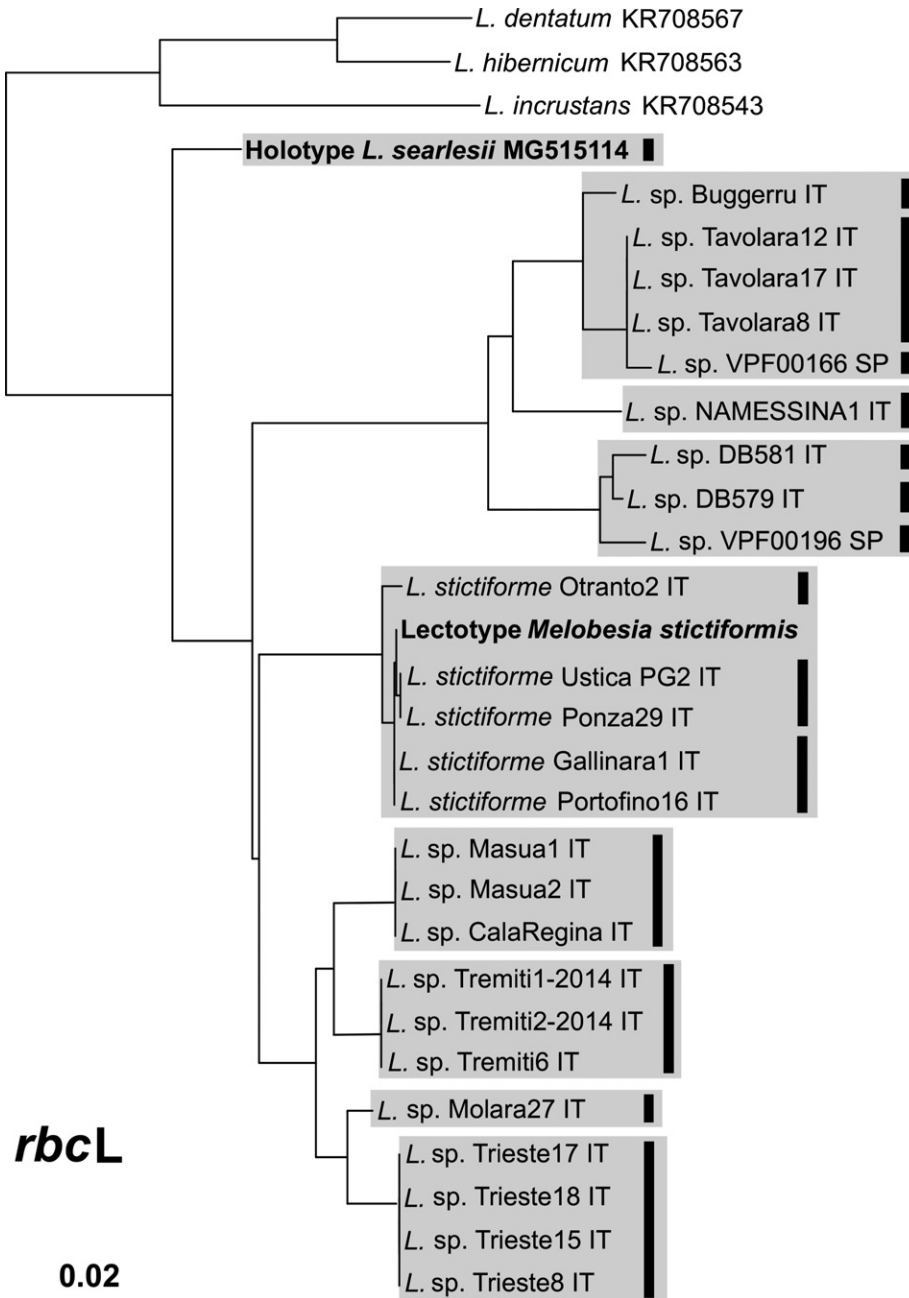 L. dentatum KR708567
L. hibernicum KR708563
L. incrustans KR708543
Holotype L. searlesii MG515114
L. sp. Buggerru IT
L. sp. Tavolara12 IT
L. sp. Tavolara17 IT
L. sp. Tavolara8 IT
L. sp. VPF00166 SP
L. sp. NAMESSINA1 IT
L. sp. DB581 IT
L. sp. DB579 IT
L. sp. VPF00196 SP
L. stictiforme Otranto2 IT
Lectotype Melobesia stictiformis
L. stictiforme Ustica PG2 IT
L. stictiforme Ponza29 IT
L. stictiforme Gallinara1 IT
L. stictiforme Portofino16 IT
L. sp. Masua1 IT
L. sp. Masua2 IT
L. sp. CalaRegina IT
L. sp. Tremiti1-2014 IT
L. sp. Tremiti2-2014 IT
L. sp. Tremiti6 IT
L. sp. Molara27 IT
L. sp. Trieste17 IT
L. sp. Trieste18 IT
L. sp. Trieste15 IT
L. sp. Trieste8 IT
rbcL
0.02